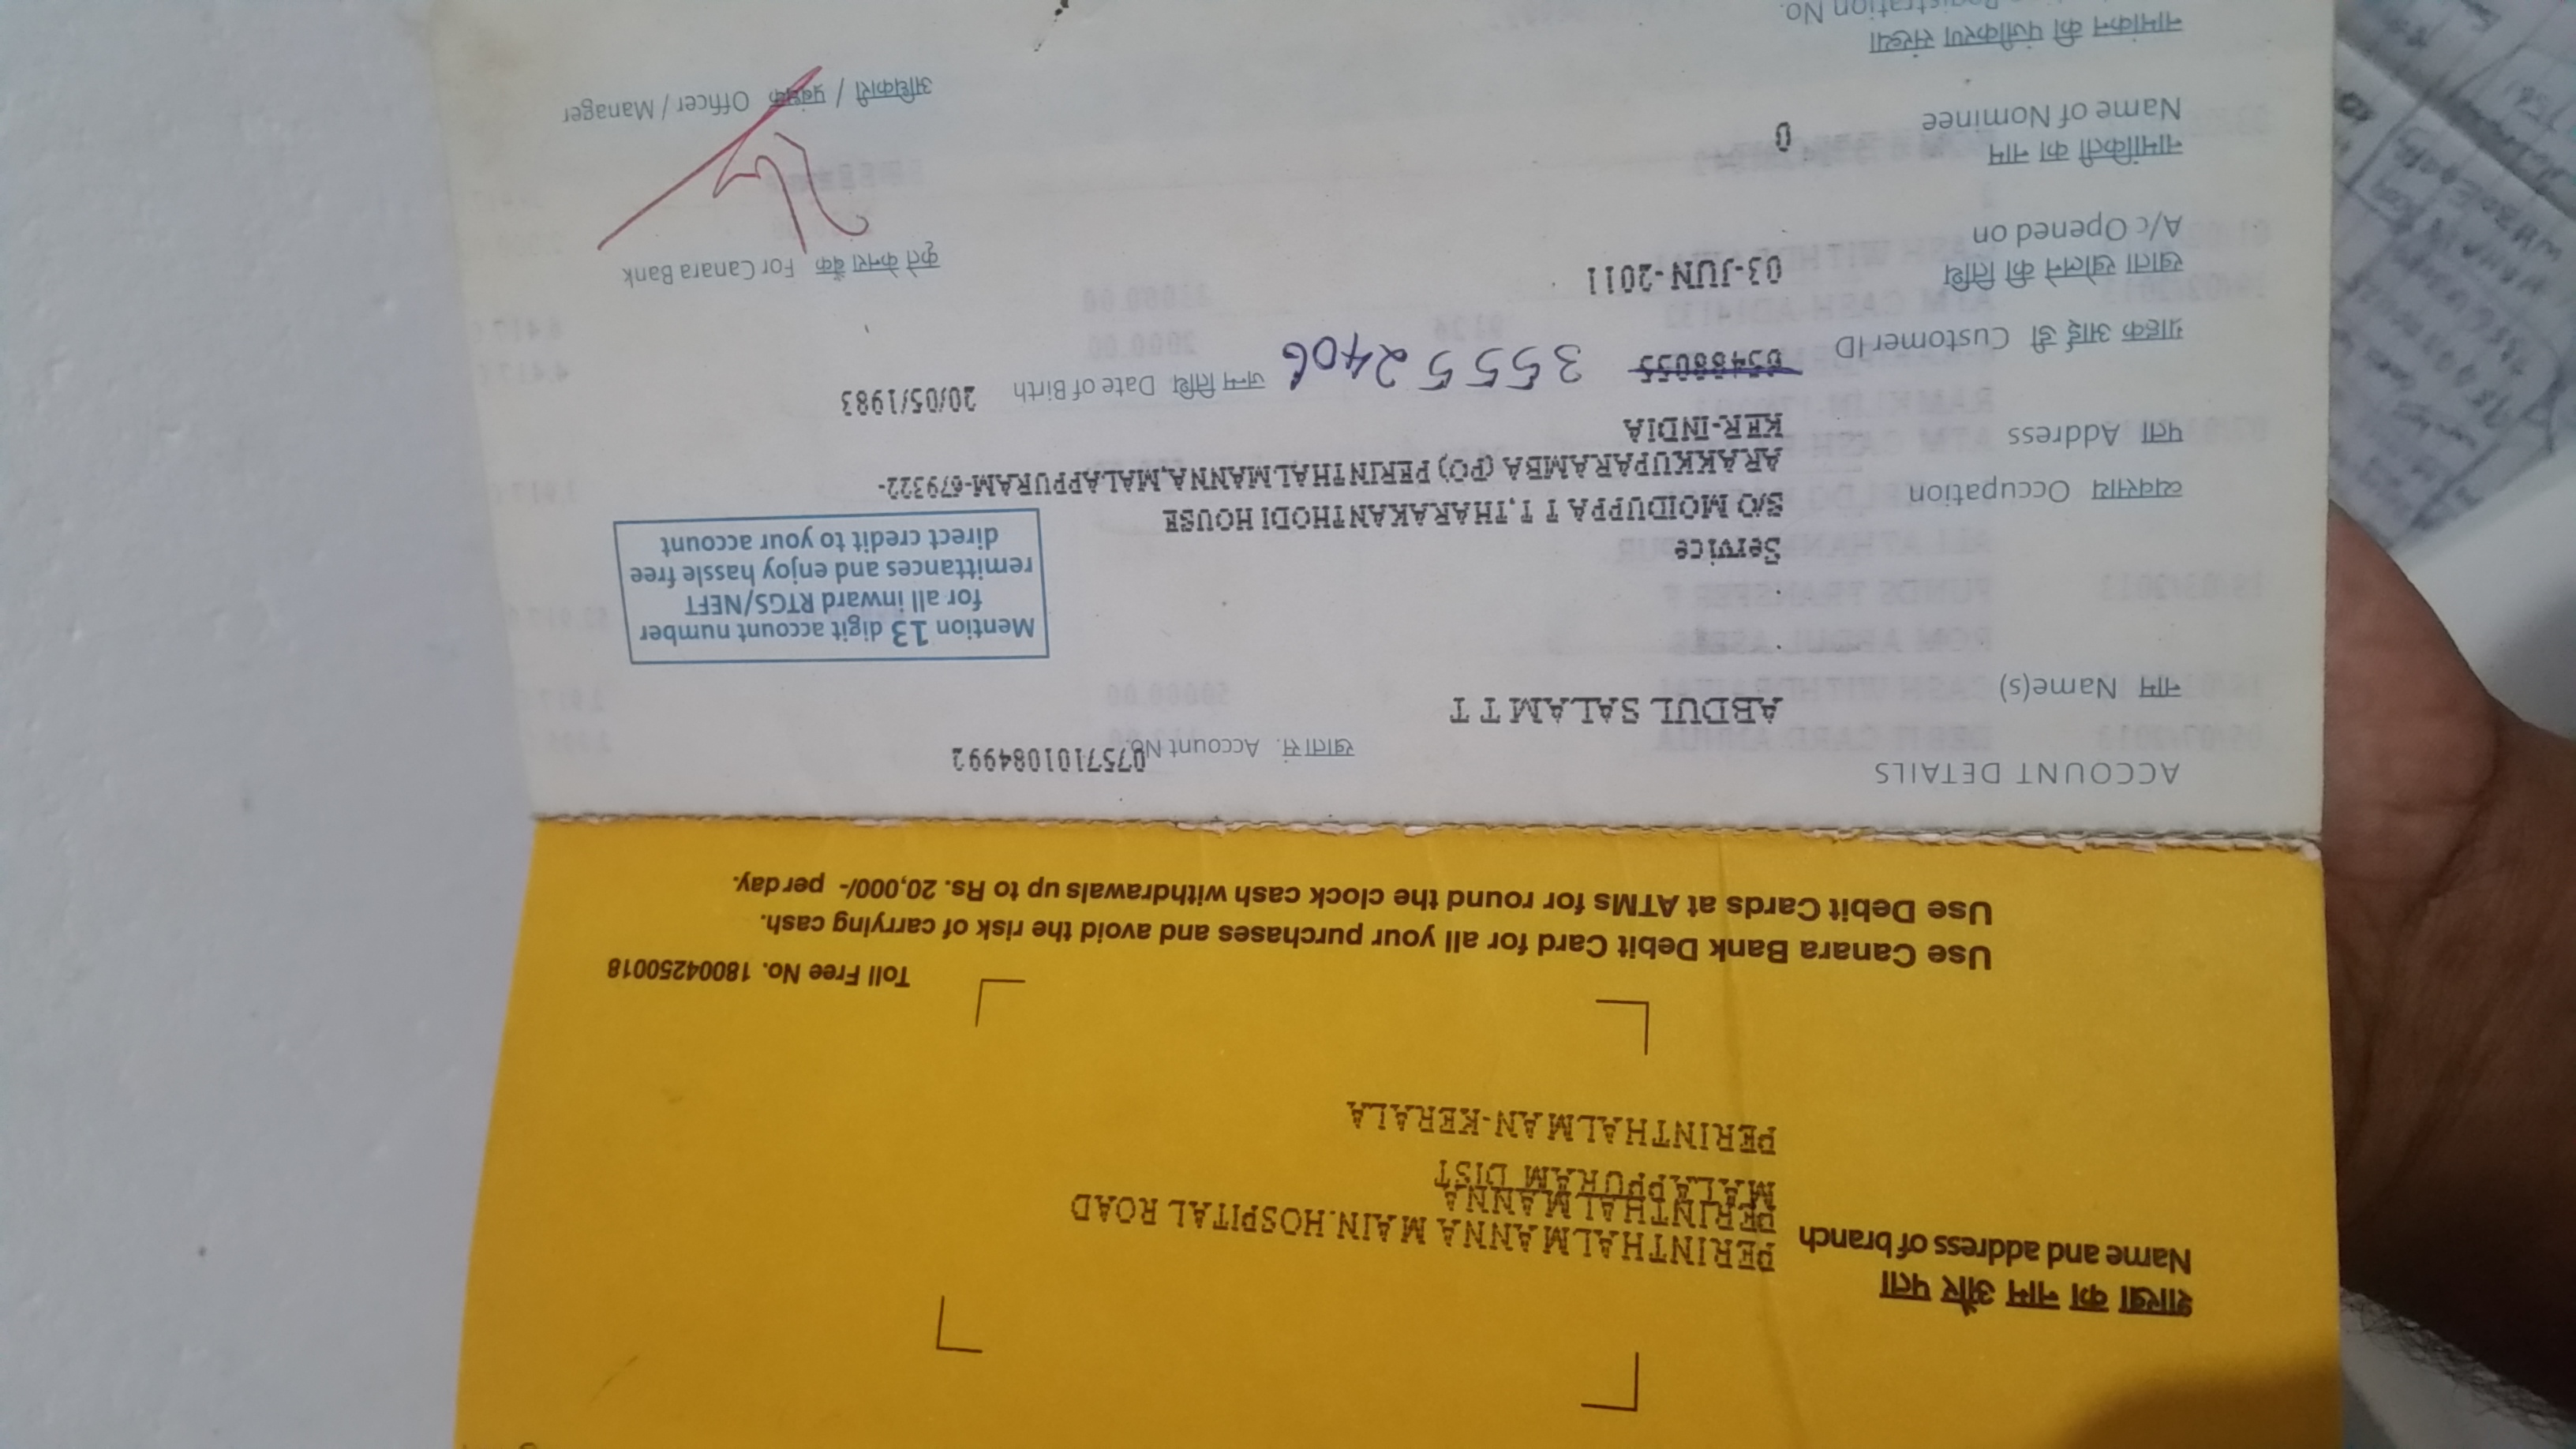 शाखा का नाम और पता
Name and address of branch
PERINTHALMANNA MAIN.HOSPITAL ROAD
PERINTHALMANNA
MALAPPURAM DIST
PERINTHALMAN-KERALA
Toll Free No. 18004250018
Use Canara Bank Debit Card for all your purchases and avoid the risk of carrying cash.
Use Debit Cards at ATMs for round the clock cash withdrawals up to Rs. 20,000/- per day.
ACCOUNT DETAILS
खाता सं. Account No. 0757101084992
नाम Name(s) ABDUL SALAM T T
Mention 13 digit account number
for all inward RTGS/NEFT
remittances and enjoy hassle free
direct credit to your account
व्यवसाय Occupation Service
पता Address S/O MOIDUPPA T T,THARAKANTHODI HOUSE
ARAKKUPARAMBA (PO) PERINTHALMANNA,MALAPPURAM-679322-
KER-INDIA
ग्राहक आई डी Customer ID 35552406 जन्म तिथि Date of Birth 20/05/1983
खाता खोलने की तिथि
A/c Opened on 03-JUN-2011
कृते केनरा बैंक For Canara Bank
नामांकिती का नाम
Name of Nominee 0
अधिकारी / प्रबंधक Officer / Manager
नामांकन की पंजीकरण संख्या
Registration No.